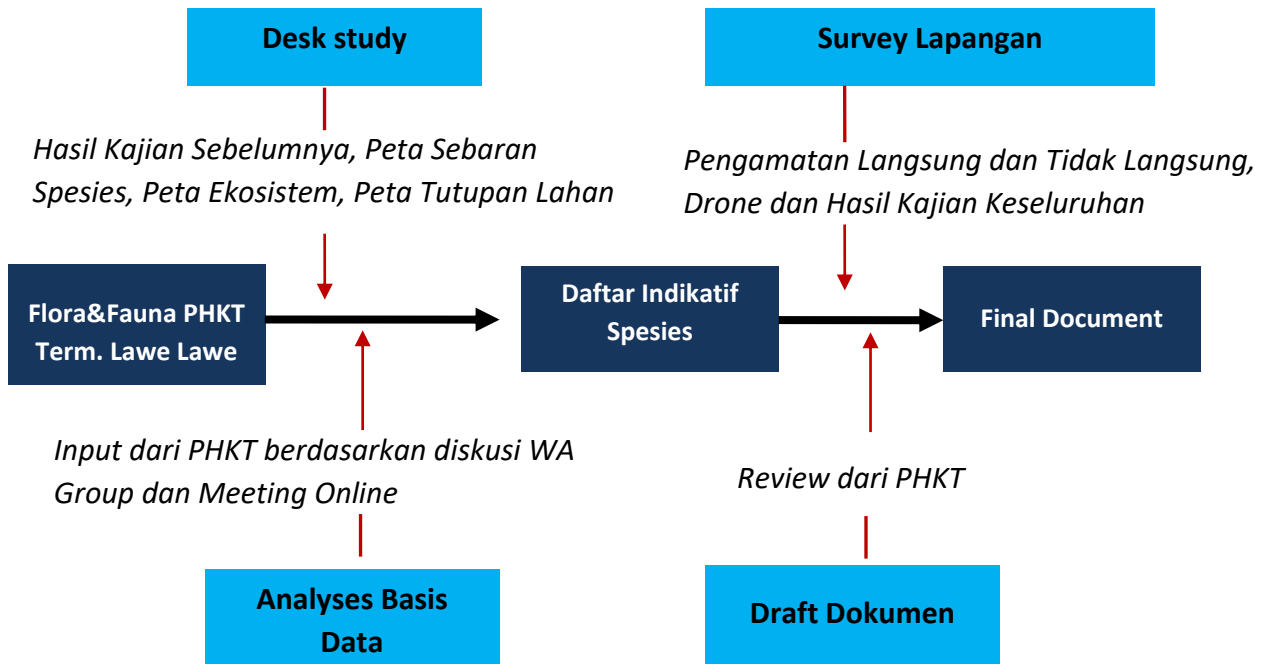 Desk study
Survey Lapangan
Hasil Kajian Sebelumnya, Peta Sebaran
Spesies, Peta Ekosistem, Peta Tutupan Lahan
Pengamatan Langsung dan Tidak Langsung,
Drone dan Hasil Kajian Keseluruhan
Flora&Fauna PHKT
Term. Lawe Lawe
Daftar Indikatif
Spesies
Final Document
Input dari PHKT berdasarkan diskusi WA
Group dan Meeting Online
Review dari PHKT
Analyses Basis
Data
Draft Dokumen